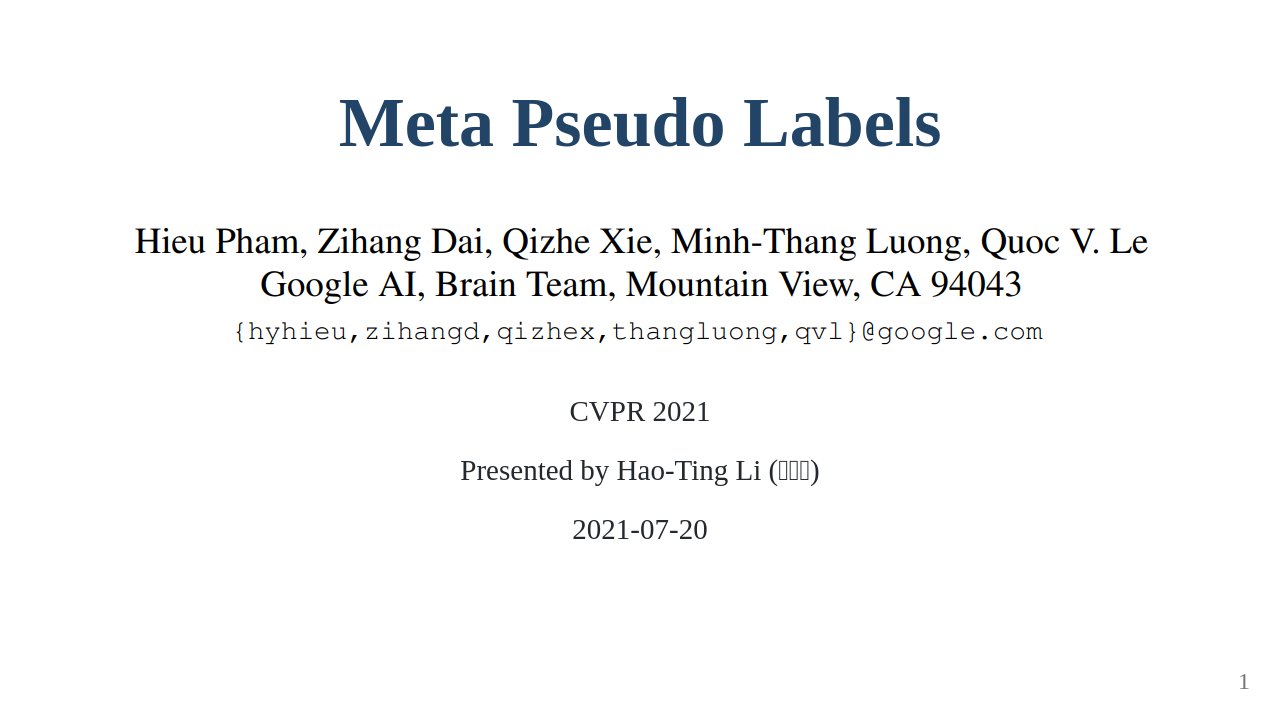 Meta Pseudo Labels
Hieu Pham, Zihang Dai, Qizhe Xie, Minh-Thang Luong, Quoc V. Le
Google AI, Brain Team, Mountain View, CA 94043
{hyhieu,zihangd,qizhex,thangluong,qvl}@google.com
CVPR 2021
Presented by Hao-Ting Li ()
2021-07-20
1